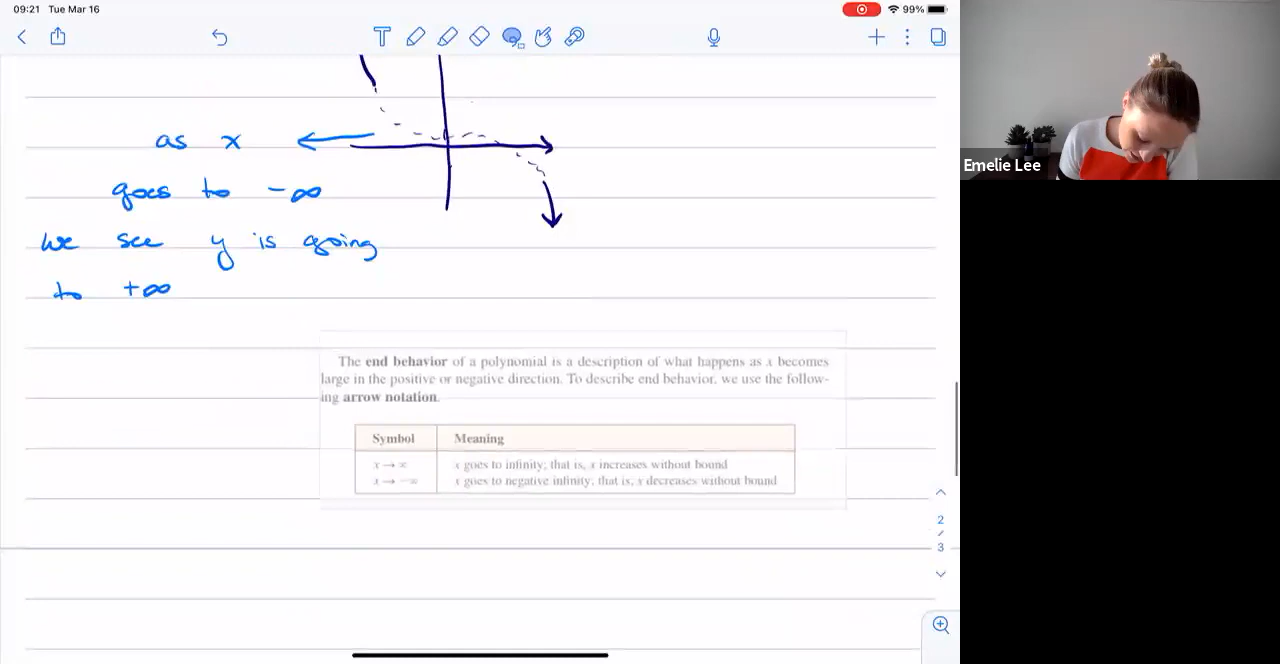 09:21 Tue Mar 16
99%
Emelie Lee
as x
goes to -∞
we see y is going
to +∞
The end behavior of a polynomial is a description of what happens as x becomes
large in the positive or negative direction. To describe end behavior, we use the follow-
ing arrow notation.
Symbol Meaning
x → ∞ x goes to infinity; that is, x increases without bound
x → -∞ x goes to negative infinity; that is, x decreases without bound
2
3